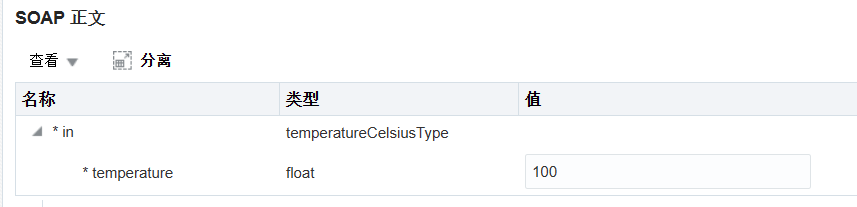 SOAP 正文
查看 分离
名称 类型 值
* in temperatureCelsiusType
* temperature float 100